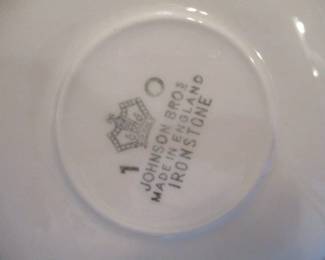 JOHNSON BROS
MADE IN ENGLAND
IRONSTONE
1